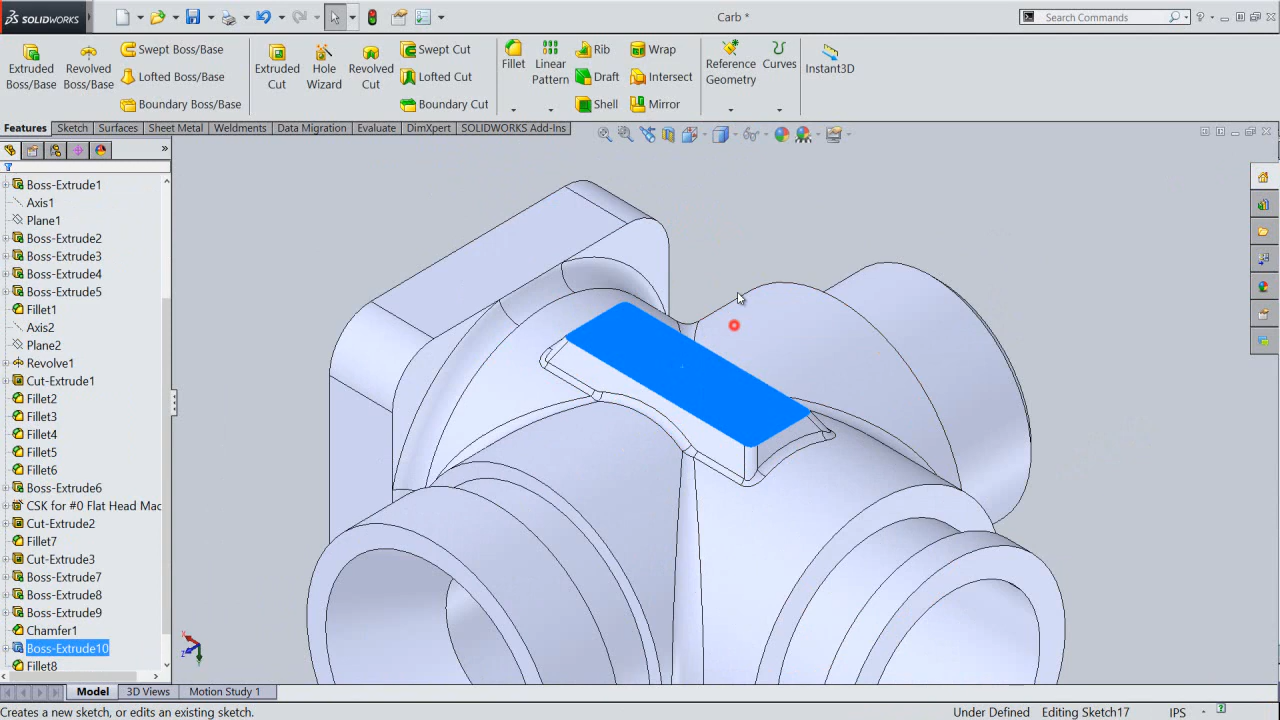 SOLIDWORKS
Carb *
Search Commands
Extruded Boss/Base
Revolved Boss/Base
Swept Boss/Base
Lofted Boss/Base
Boundary Boss/Base
Extruded Cut
Hole Wizard
Revolved Cut
Swept Cut
Lofted Cut
Boundary Cut
Fillet
Linear Pattern
Rib
Draft
Shell
Wrap
Intersect
Mirror
Reference Geometry
Curves
Instant3D
Features Sketch Surfaces Sheet Metal Weldments Data Migration Evaluate DimXpert SOLIDWORKS Add-Ins
Boss-Extrude1
Axis1
Plane1
Boss-Extrude2
Boss-Extrude3
Boss-Extrude4
Boss-Extrude5
Fillet1
Axis2
Plane2
Revolve1
Cut-Extrude1
Fillet2
Fillet3
Fillet4
Fillet5
Fillet6
Boss-Extrude6
CSK for #0 Flat Head Mac
Cut-Extrude2
Fillet7
Cut-Extrude3
Boss-Extrude7
Boss-Extrude8
Boss-Extrude9
Chamfer1
Boss-Extrude10
Fillet8
Model 3D Views Motion Study 1
Creates a new sketch, or edits an existing sketch. Under Defined Editing Sketch17 IPS